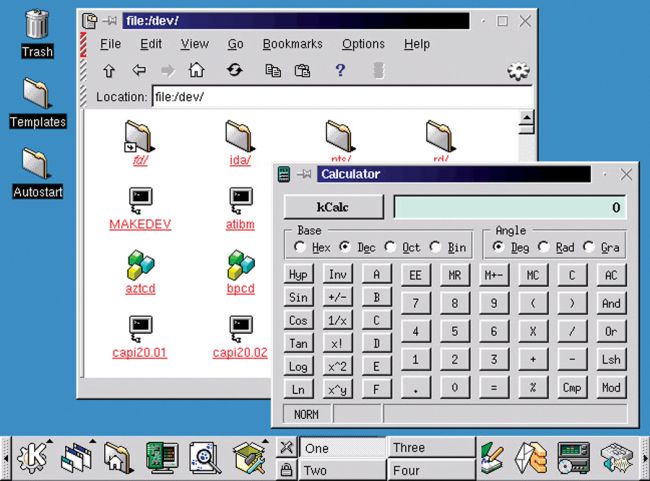 Trash
Templates
Autostart
file:/dev/
File Edit View Go Bookmarks Options Help
?
Location: file:/dev/
fd/ ida/ pts/ rd/
MAKEDEV atibm
aztcd bpcd
capi20.01 capi20.02
Calculator
kCalc 0
Base Angle
Hex Dec Oct Bin Deg Rad Gra
Hyp Inv A EE MR M+- MC C AC
Sin +/- B 7 8 9 ( ) And
Cos 1/x C 4 5 6 X / Or
Tan x! D 1 2 3 + - Lsh
Log x^2 E . 0 = % Cmp Mod
Ln x^y F
NORM
K One Three
Two Four